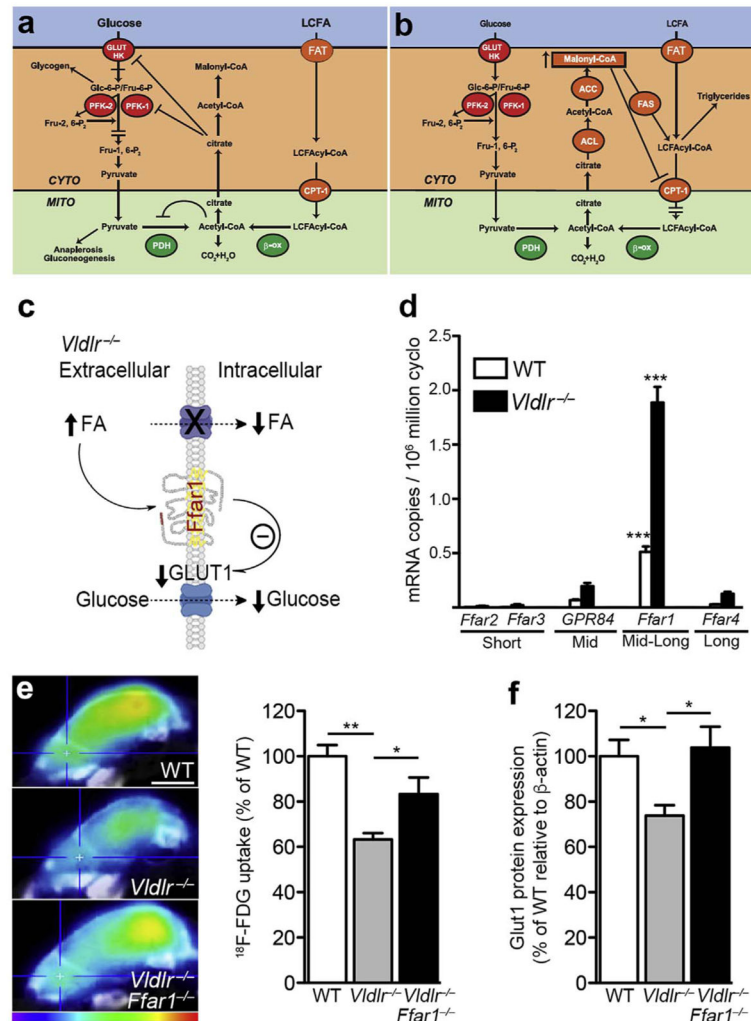 a
Glucose
LCFA
GLUT
HK
FAT
Glycogen
Malonyl-CoA
Glc-6-P/Fru-6-P
PFK-2
PFK-1
Acetyl-CoA
Fru-2, 6-P₂
citrate
Fru-1, 6-P₂
LCFAcyl-CoA
CYTO
Pyruvate
CPT-1
MITO
citrate
Pyruvate
Acetyl-CoA
LCFAcyl-CoA
PDH
β-ox
Anaplerosis
Gluconeogenesis
CO₂+H₂O
b
Glucose
LCFA
GLUT
HK
↑ Malonyl-CoA
FAT
Glycogen
Glc-6-P/Fru-6-P
ACC
FAS
Triglycerides
PFK-2
PFK-1
Acetyl-CoA
Fru-2, 6-P₂
ACL
LCFAcyl-CoA
Fru-1, 6-P₂
citrate
CYTO
Pyruvate
CPT-1
MITO
citrate
Pyruvate
Acetyl-CoA
LCFAcyl-CoA
PDH
β-ox
CO₂+H₂O
c
Vldlr⁻/⁻
Extracellular Intracellular
↑FA X ↓FA
Ffar1
−
↓GLUT1
Glucose ↓Glucose
d
mRNA copies / 10⁶ million cyclo
2.5
2.0
1.5
1.0
0.5
WT
Vldlr⁻/⁻
***
***
Ffar2 Ffar3 GPR84 Ffar1 Ffar4
Short Mid Mid-Long Long
e
WT
Vldlr⁻/⁻
Vldlr⁻/⁻
Ffar1⁻/⁻
¹⁸F-FDG uptake (% of WT)
120
100
80
60
40
20
0
**
*
WT Vldlr⁻/⁻ Vldlr⁻/⁻
Ffar1⁻/⁻
f
Glut1 protein expression
(% of WT relative to β-actin)
120
100
80
60
40
20
0
*
*
WT Vldlr⁻/⁻ Vldlr⁻/⁻
Ffar1⁻/⁻